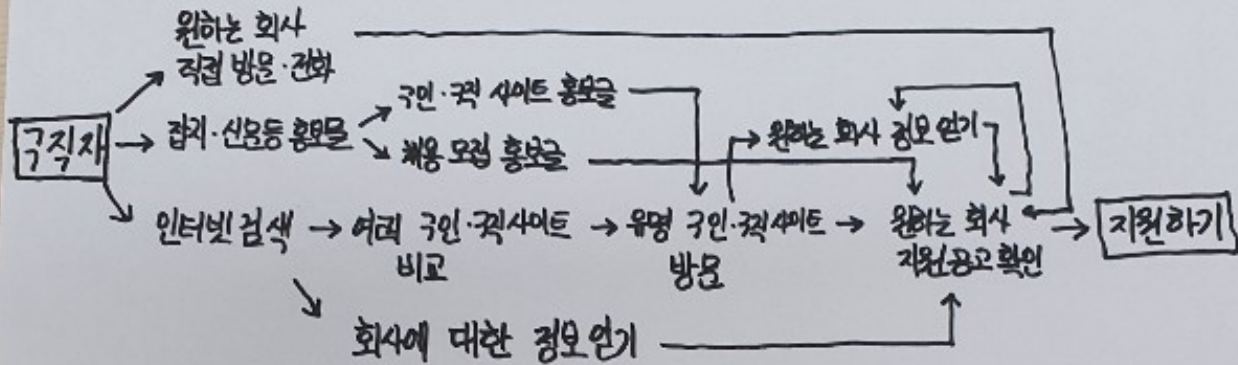 원하는 회사
직접 방문·전화
구인·구직 사이트 홍보글
구직자
잡지·신문등 홍보물
원하는 회사 정보 얻기
채용 모집 홍보글
인터넷 검색
여러 구인·구직사이트
비교
유명 구인·구직사이트
방문
원하는 회사
지원공고 확인
지원하기
회사에 대한 정보 얻기